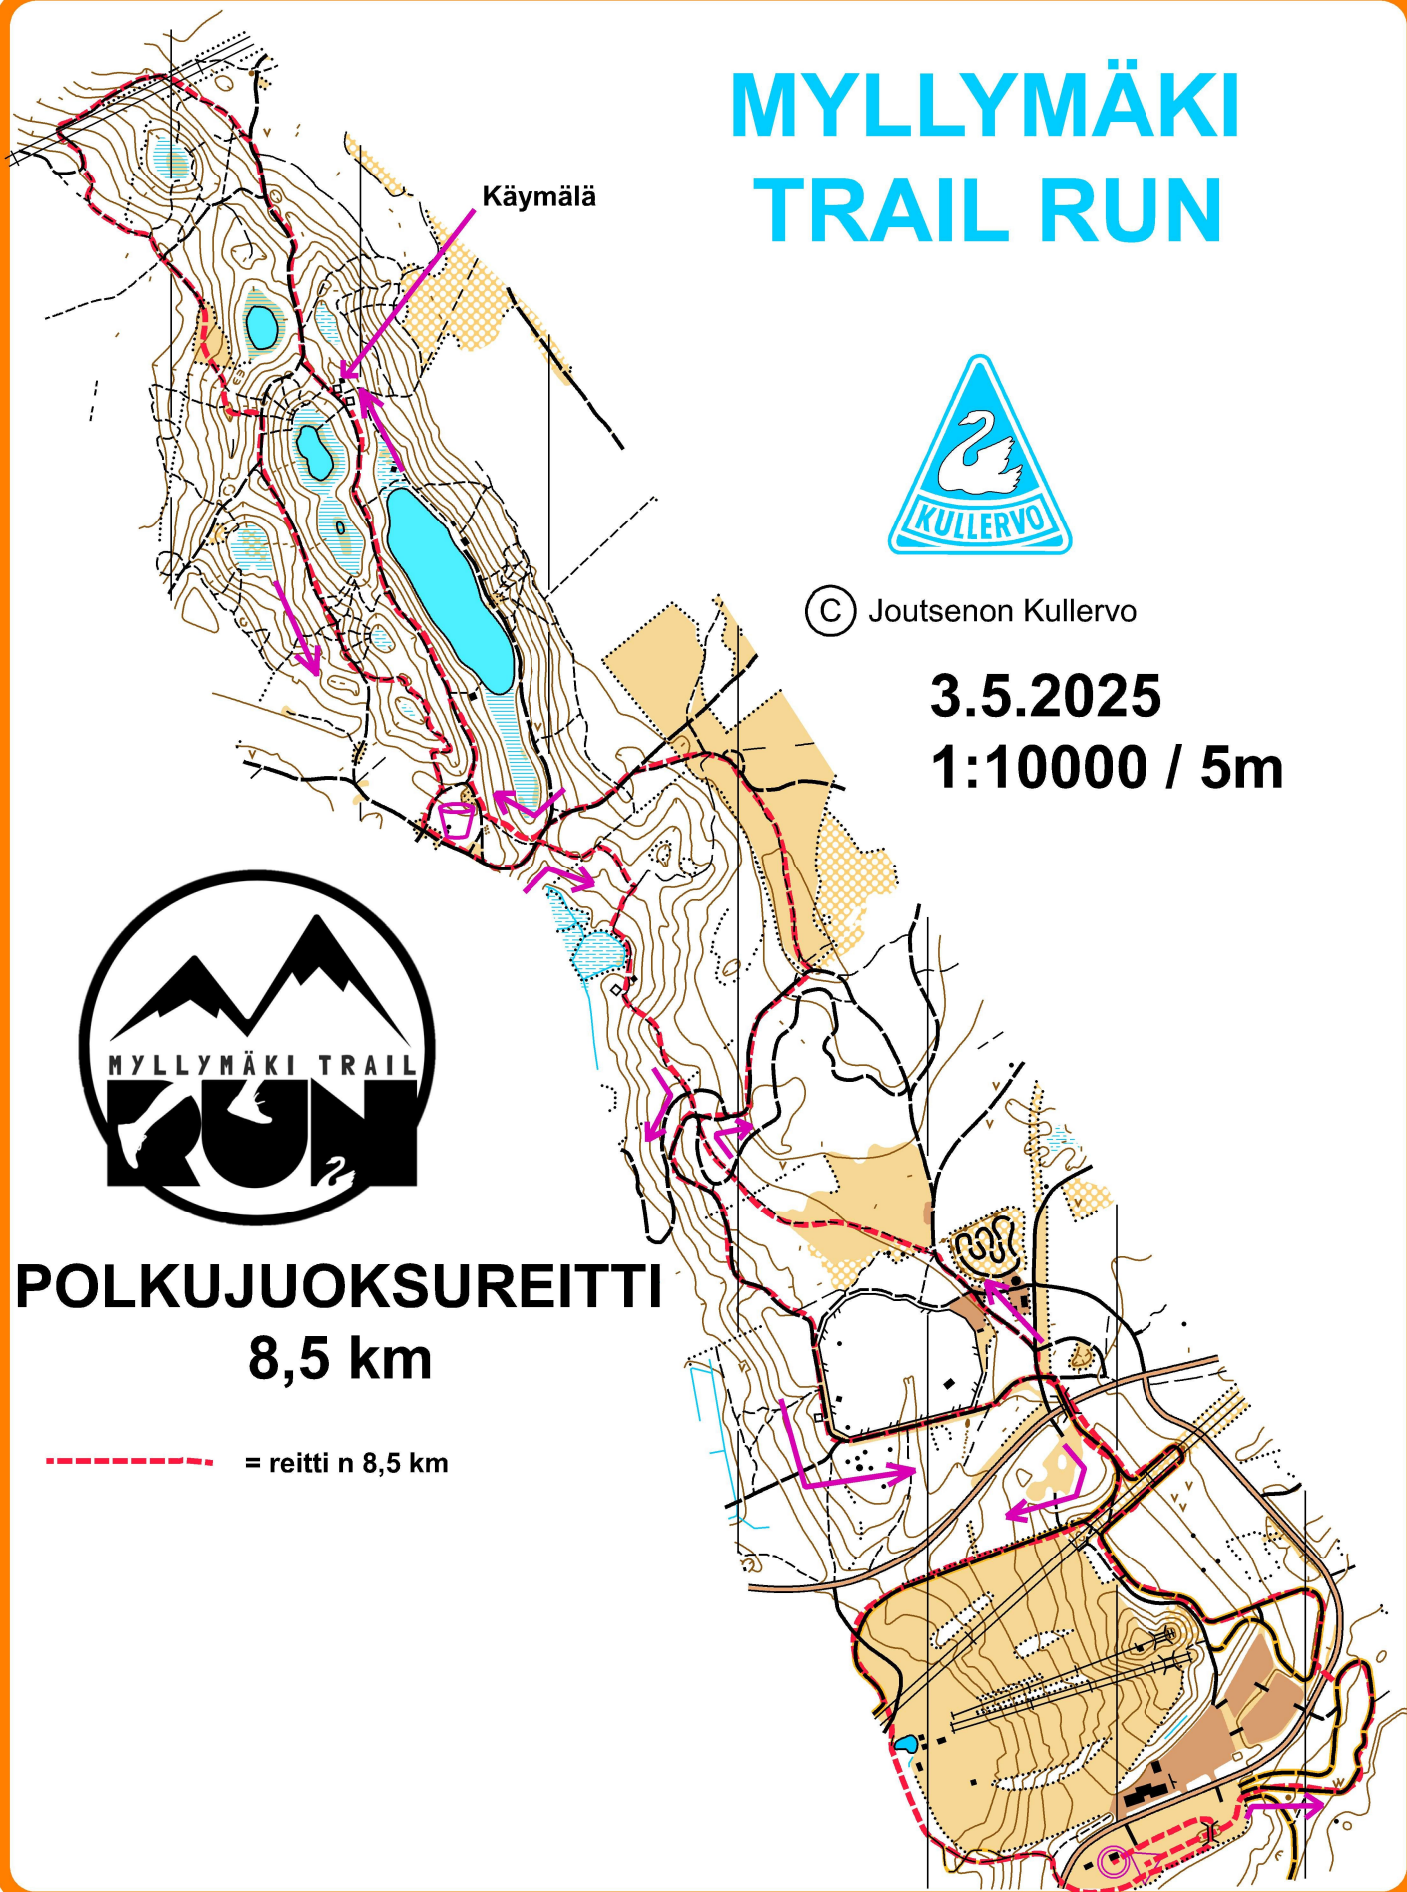 MYLLYMÄKI
TRAIL RUN
Käymälä
KULLERVO
C Joutsenon Kullervo
3.5.2025
1:10000 / 5m
MYLLYMÄKI TRAIL
RUN
POLKUJUOKSUREITTI
8,5 km
= reitti n 8,5 km